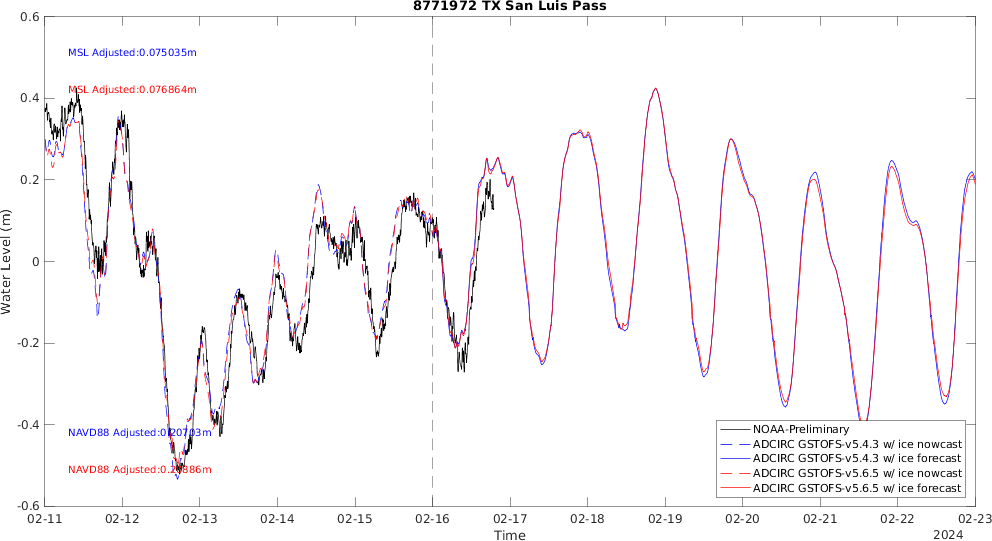 8771972 TX San Luis Pass
0.6
0.4
0.2
0
-0.2
-0.4
-0.6
Water Level (m)
MSL Adjusted:0.075035m
MSL Adjusted:0.076864m
NAVD88 Adjusted:0.20703m
NAVD88 Adjusted:
NOAA-Preliminary
ADCIRC GSTOFS-v5.4.3 w/ ice nowcast
ADCIRC GSTOFS-v5.4.3 w/ ice forecast
ADCIRC GSTOFS-v5.6.5 w/ ice nowcast
ADCIRC GSTOFS-v5.6.5 w/ ice forecast
02-11 02-12 02-13 02-14 02-15 02-16 02-17 02-18 02-19 02-20 02-21 02-22 02-23
Time
2024